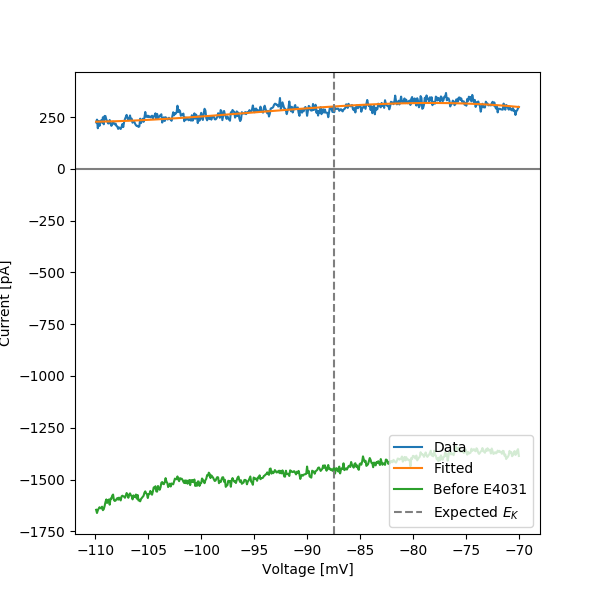 250
0
−250
−500
−750
−1000
−1250
−1500
−1750
Current [pA]
Data
Fitted
Before E4031
Expected E_K
−110 −105 −100 −95 −90 −85 −80 −75 −70
Voltage [mV]